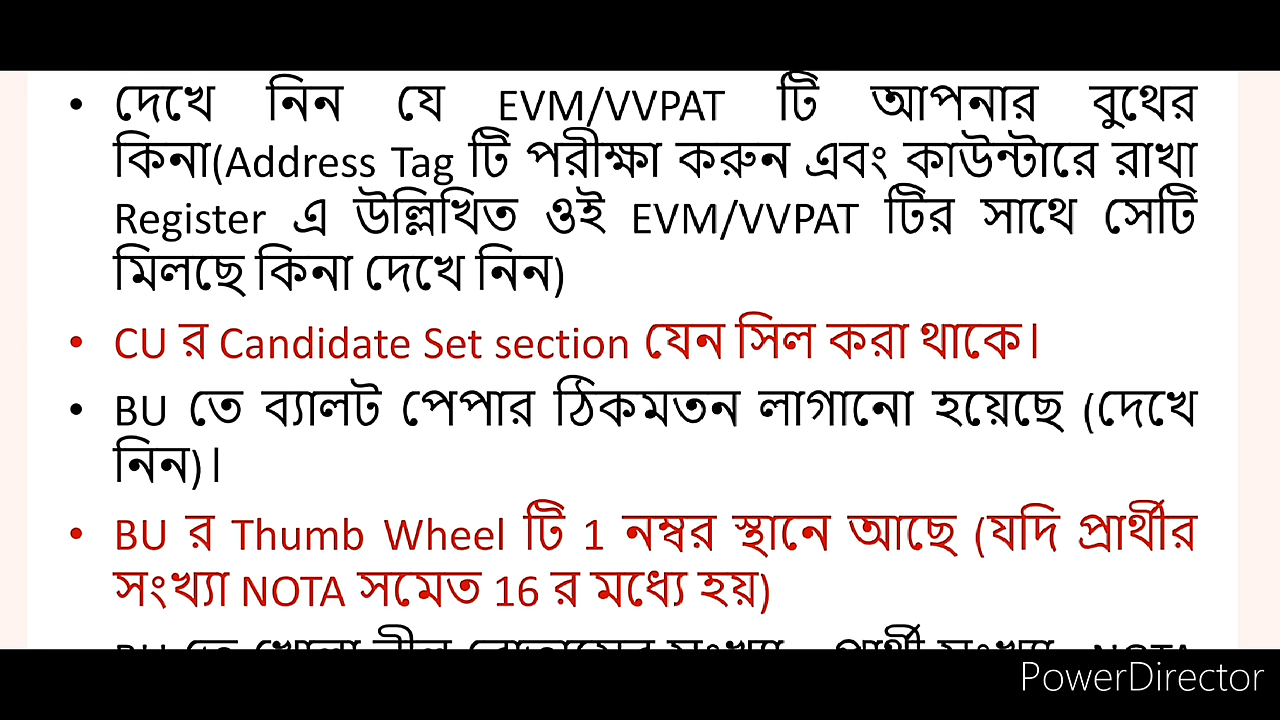 • দেখে নিন যে EVM/VVPAT টি আপনার বুথের
কিনা(Address Tag টি পরীক্ষা করুন এবং কাউন্টারে রাখা
Register এ উল্লিখিত ওই EVM/VVPAT টির সাথে সেটি
মিলছে কিনা দেখে নিন)
• CU র Candidate Set section যেন সিল করা থাকে।
• BU তে ব্যালট পেপার ঠিকমতন লাগানো হয়েছে (দেখে
নিন)।
• BU র Thumb Wheel টি 1 নম্বর স্থানে আছে (যদি প্রার্থীর
সংখ্যা NOTA সমেত 16 র মধ্যে হয়)
PowerDirector